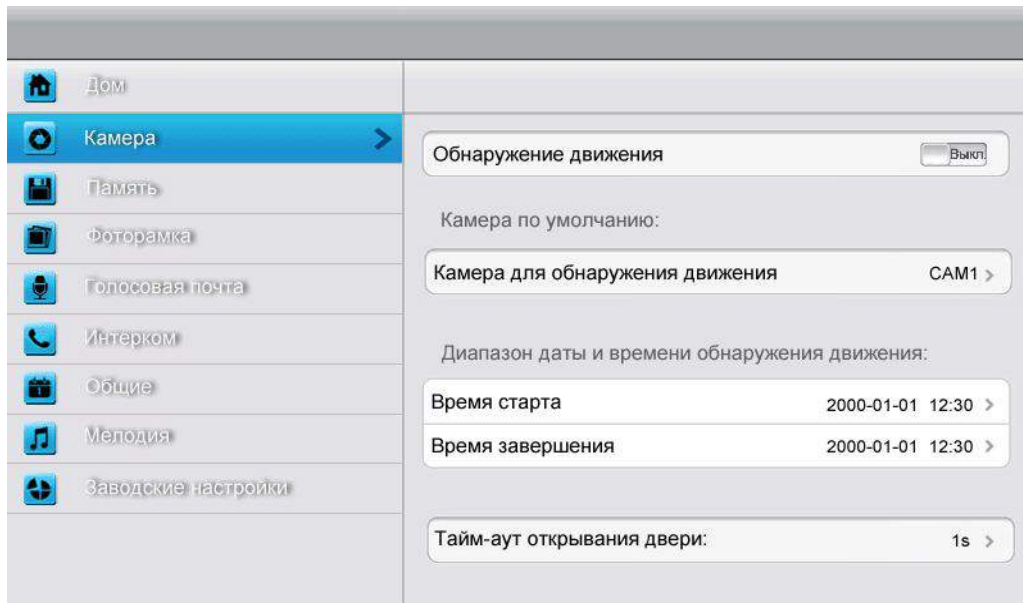 Дом
Камера
Память
Фоторамка
Голосовая почта
Интерком
Общие
Мелодия
Заводские настройки
Обнаружение движения Выкл.
Камера по умолчанию:
Камера для обнаружения движения CAM1
Диапазон даты и времени обнаружения движения:
Время старта 2000-01-01 12:30
Время завершения 2000-01-01 12:30
Тайм-аут открывания двери: 1s